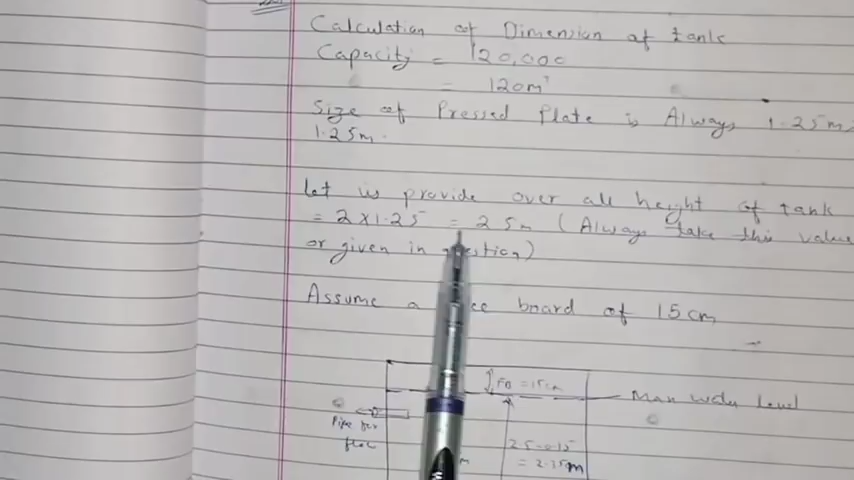 Calculation of Dimension of tank
Capacity = 120,000
= 120m³
Size of Pressed Plate is Always 1.25m x
1.25m.
Let us provide over all height of tank
= 2x1.25 = 2.5m (Always take this value
or given in question)
Assume a board of 15cm
FB = 15cm
Max water level
Pipe for
2.5-0.15
= 2.35m